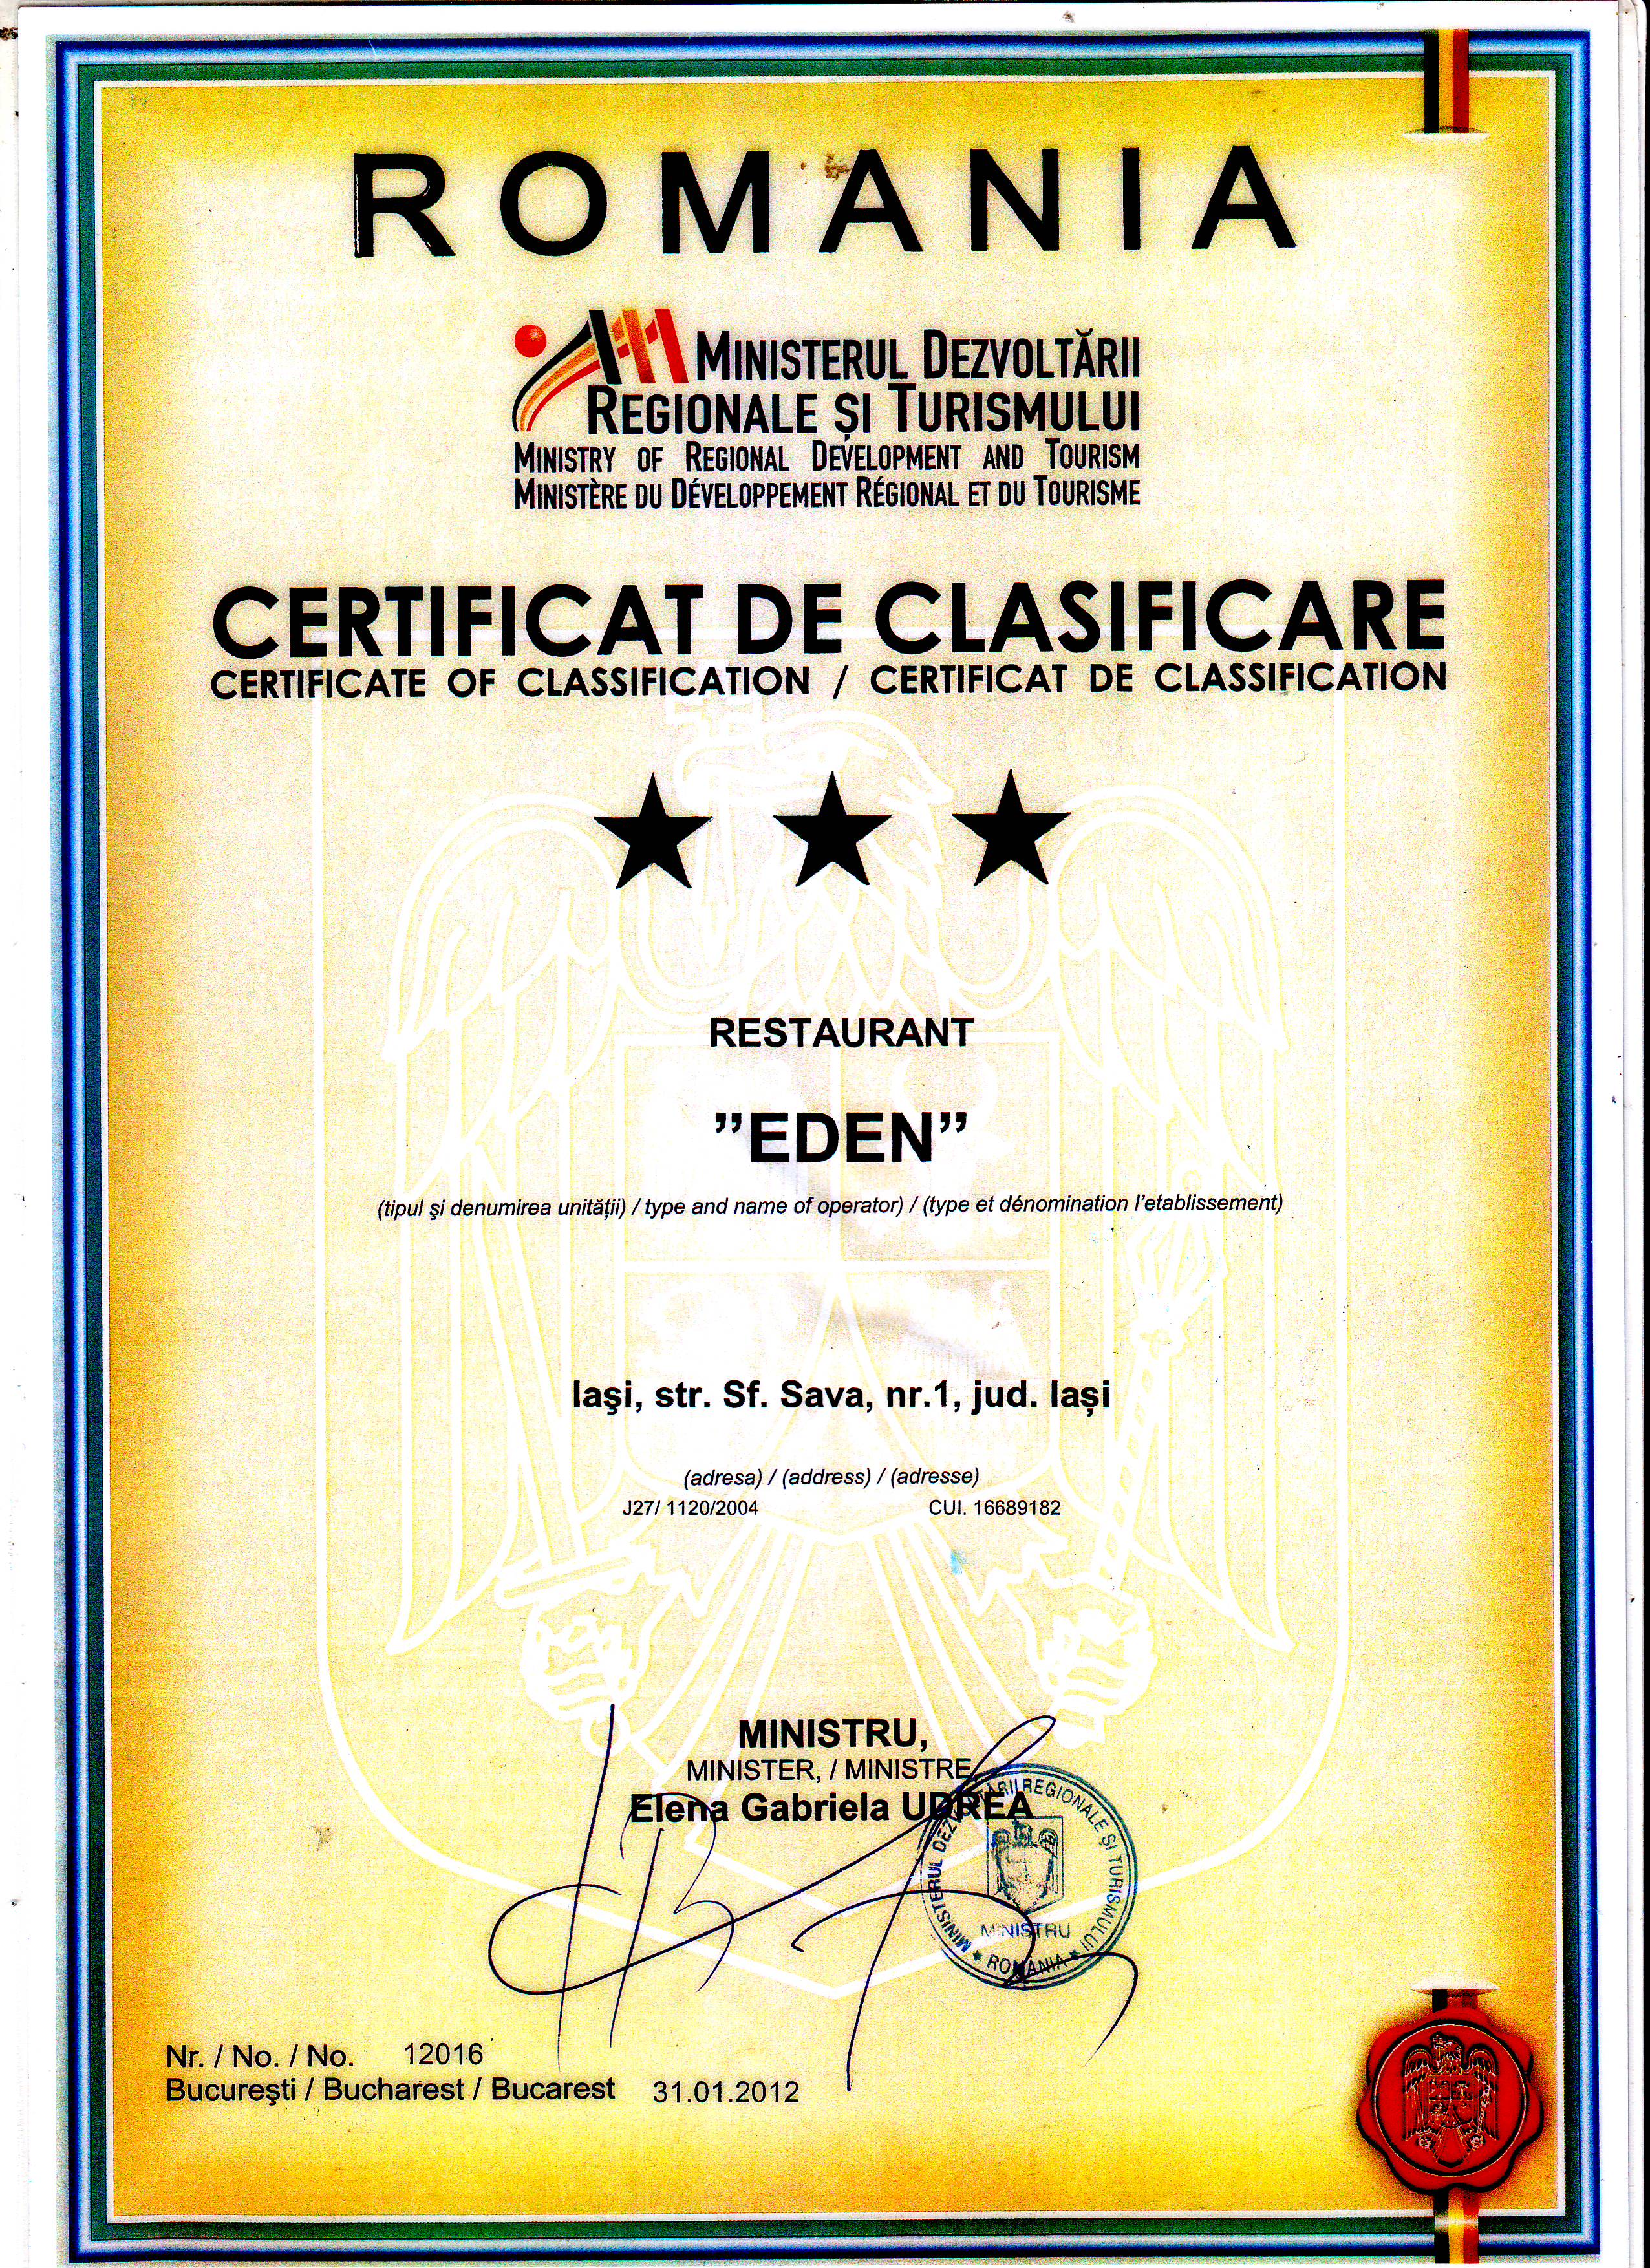 ROMANIA
MINISTERUL DEZVOLTĂRII
REGIONALE ȘI TURISMULUI
MINISTRY OF REGIONAL DEVELOPMENT AND TOURISM
MINISTÈRE DU DÉVELOPPEMENT RÉGIONAL ET DU TOURISME
CERTIFICAT DE CLASIFICARE
CERTIFICATE OF CLASSIFICATION / CERTIFICAT DE CLASSIFICATION
RESTAURANT
”EDEN”
(tipul şi denumirea unităţii) / type and name of operator) / (type et dénomination l'etablissement)
Iaşi, str. Sf. Sava, nr.1, jud. Iași
(adresa) / (address) / (adresse)
J27/ 1120/2004 CUI. 16689182
MINISTRU,
MINISTER, / MINISTRE,
Elena Gabriela UDREA
MINISTERUL DEZVOLTĂRII REGIONALE ŞI TURISMULUI
MINISTRU
★ ROMÂNIA ★
Nr. / No. / No. 12016
Bucureşti / Bucharest / Bucarest 31.01.2012